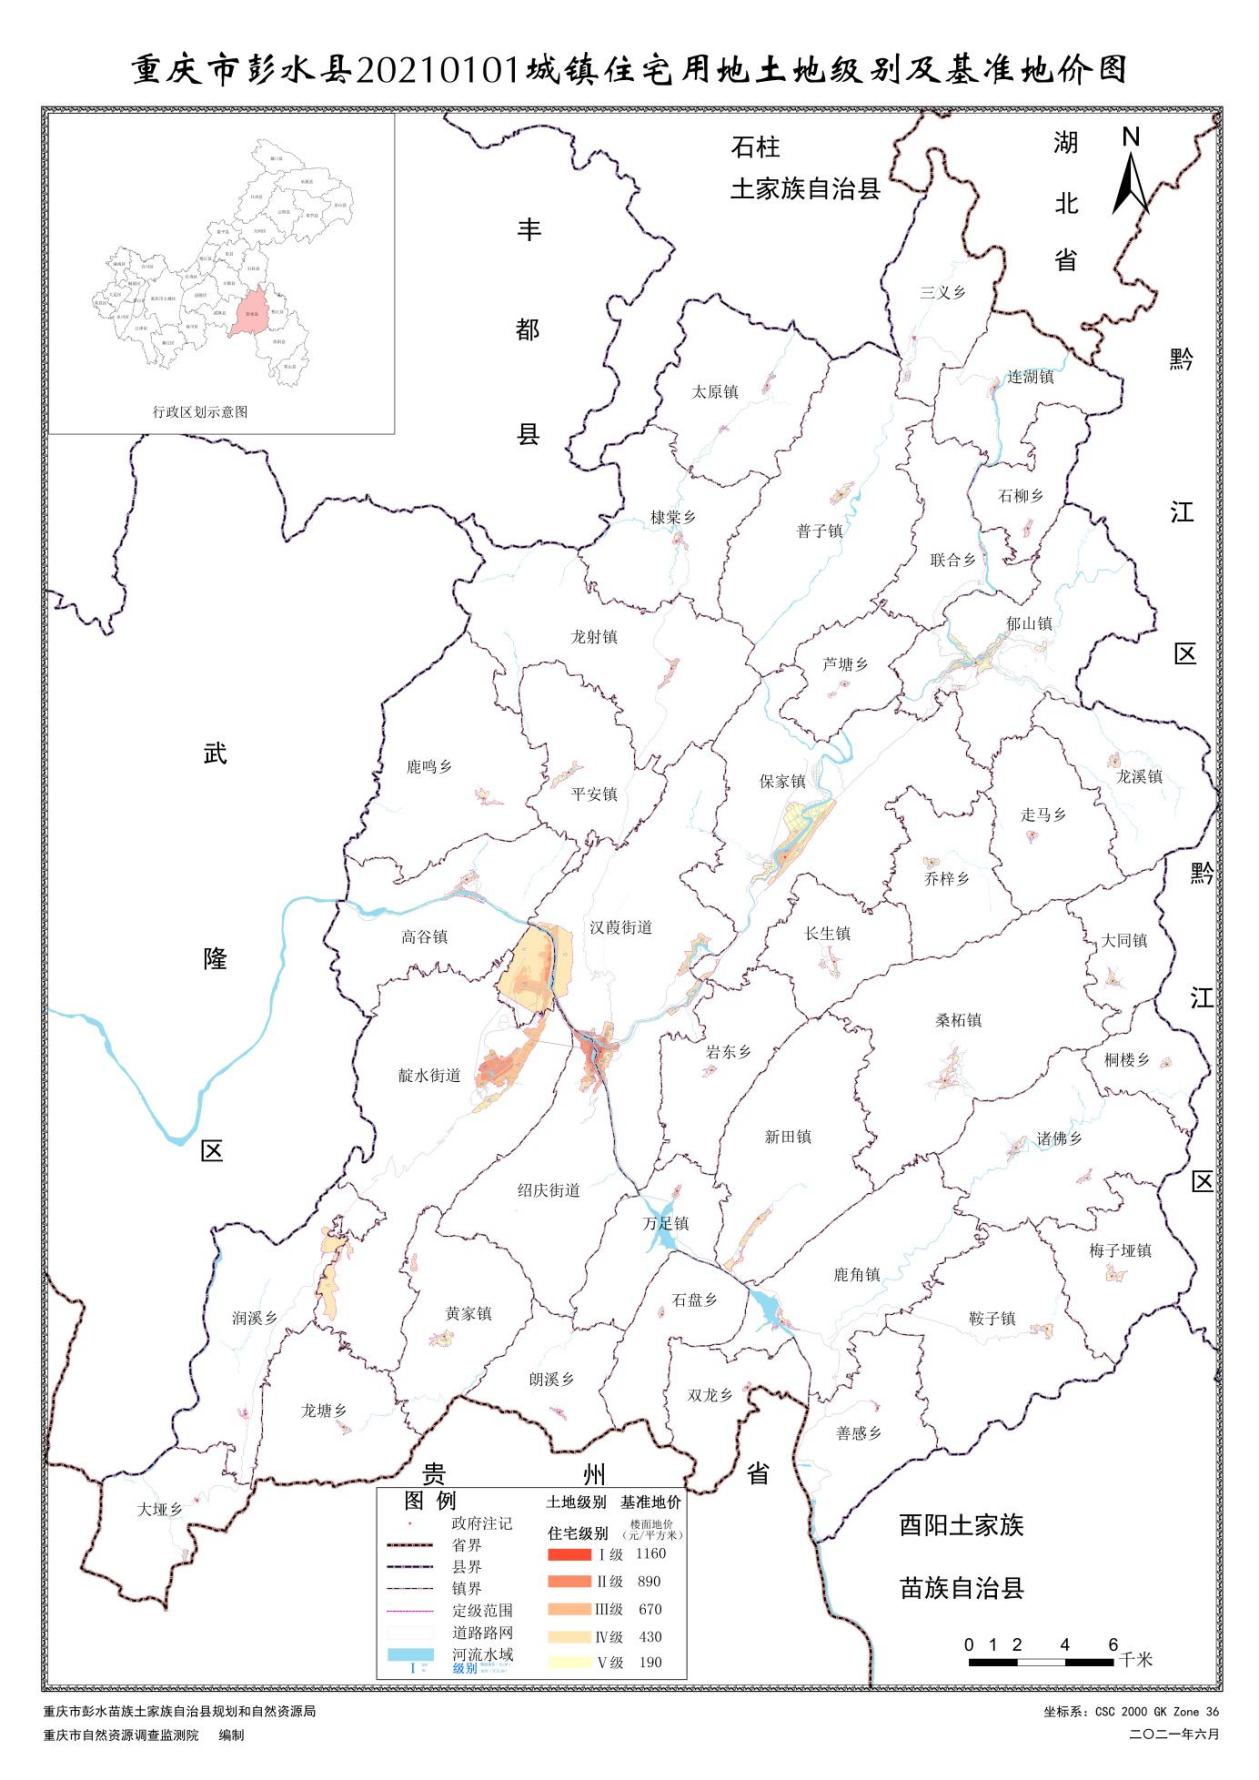 重庆市彭水县20210101城镇住宅用地土地级别及基准地价图
行政区划示意图
石柱
土家族自治县
湖
北
省
N
丰
都
县
黔
江
区
三义乡
连湖镇
太原镇
石柳乡
棣棠乡
普子镇
联合乡
郁山镇
龙射镇
芦塘乡
武
隆
区
鹿鸣乡
平安镇
保家镇
龙溪镇
走马乡
乔梓乡
黔
江
区
高谷镇
汉葭街道
长生镇
大同镇
桑柘镇
岩东乡
桐楼乡
靛水街道
新田镇
诸佛乡
绍庆街道
万足镇
梅子垭镇
鹿角镇
润溪乡
黄家镇
石盘乡
鞍子镇
朗溪乡
双龙乡
龙塘乡
善感乡
大垭乡
贵
州
省
酉阳土家族
苗族自治县
图 例
政府注记
省界
县界
镇界
定级范围
道路路网
河流水域
I 级别
土地级别 基准地价
住宅级别 楼面地价
（元/平方米）
Ⅰ级 1160
Ⅱ级 890
Ⅲ级 670
Ⅳ级 430
Ⅴ级 190
0 1 2 4 6
千米
重庆市彭水苗族土家族自治县规划和自然资源局
重庆市自然资源调查监测院 编制
坐标系：CSC 2000 GK Zone 36
二〇二一年六月